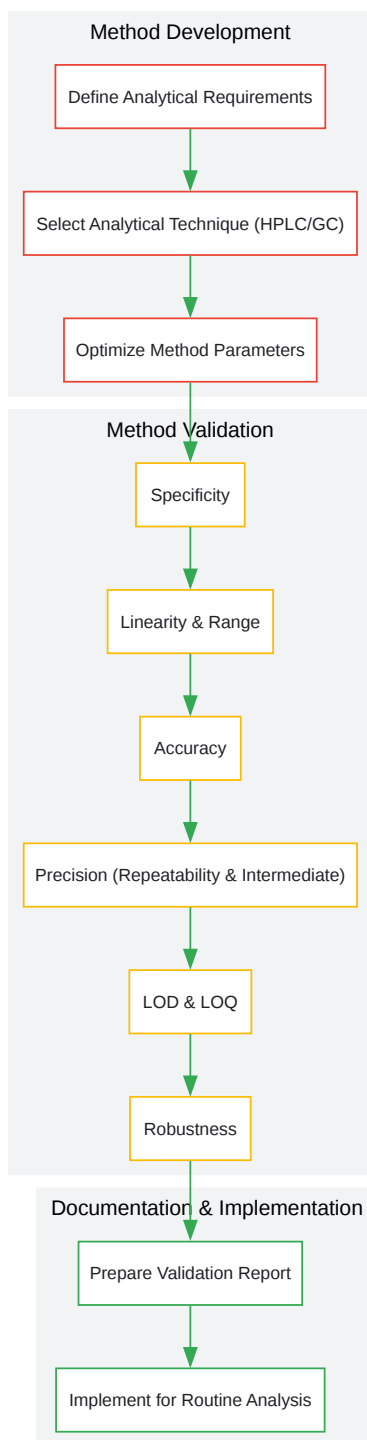 Method Development
Define Analytical Requirements
Select Analytical Technique (HPLC/GC)
Optimize Method Parameters
Method Validation
Specificity
Linearity & Range
Accuracy
Precision (Repeatability & Intermediate)
LOD & LOQ
Robustness
Documentation & Implementation
Prepare Validation Report
Implement for Routine Analysis